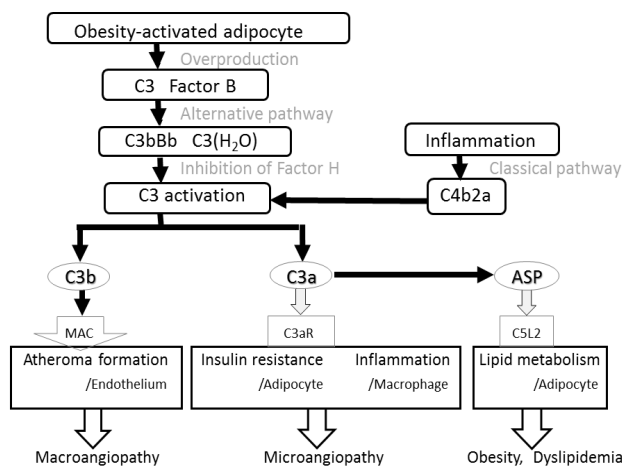 Obesity-activated adipocyte
Overproduction
C3 Factor B
Alternative pathway
C3bBb C3(H₂O)
Inflammation
Inhibition of Factor H
Classical pathway
C3 activation
C4b2a
C3b
C3a
ASP
MAC
C3aR
C5L2
Atheroma formation
/Endothelium
Insulin resistance
/Adipocyte
Inflammation
/Macrophage
Lipid metabolism
/Adipocyte
Macroangiopathy
Microangiopathy
Obesity, Dyslipidemia